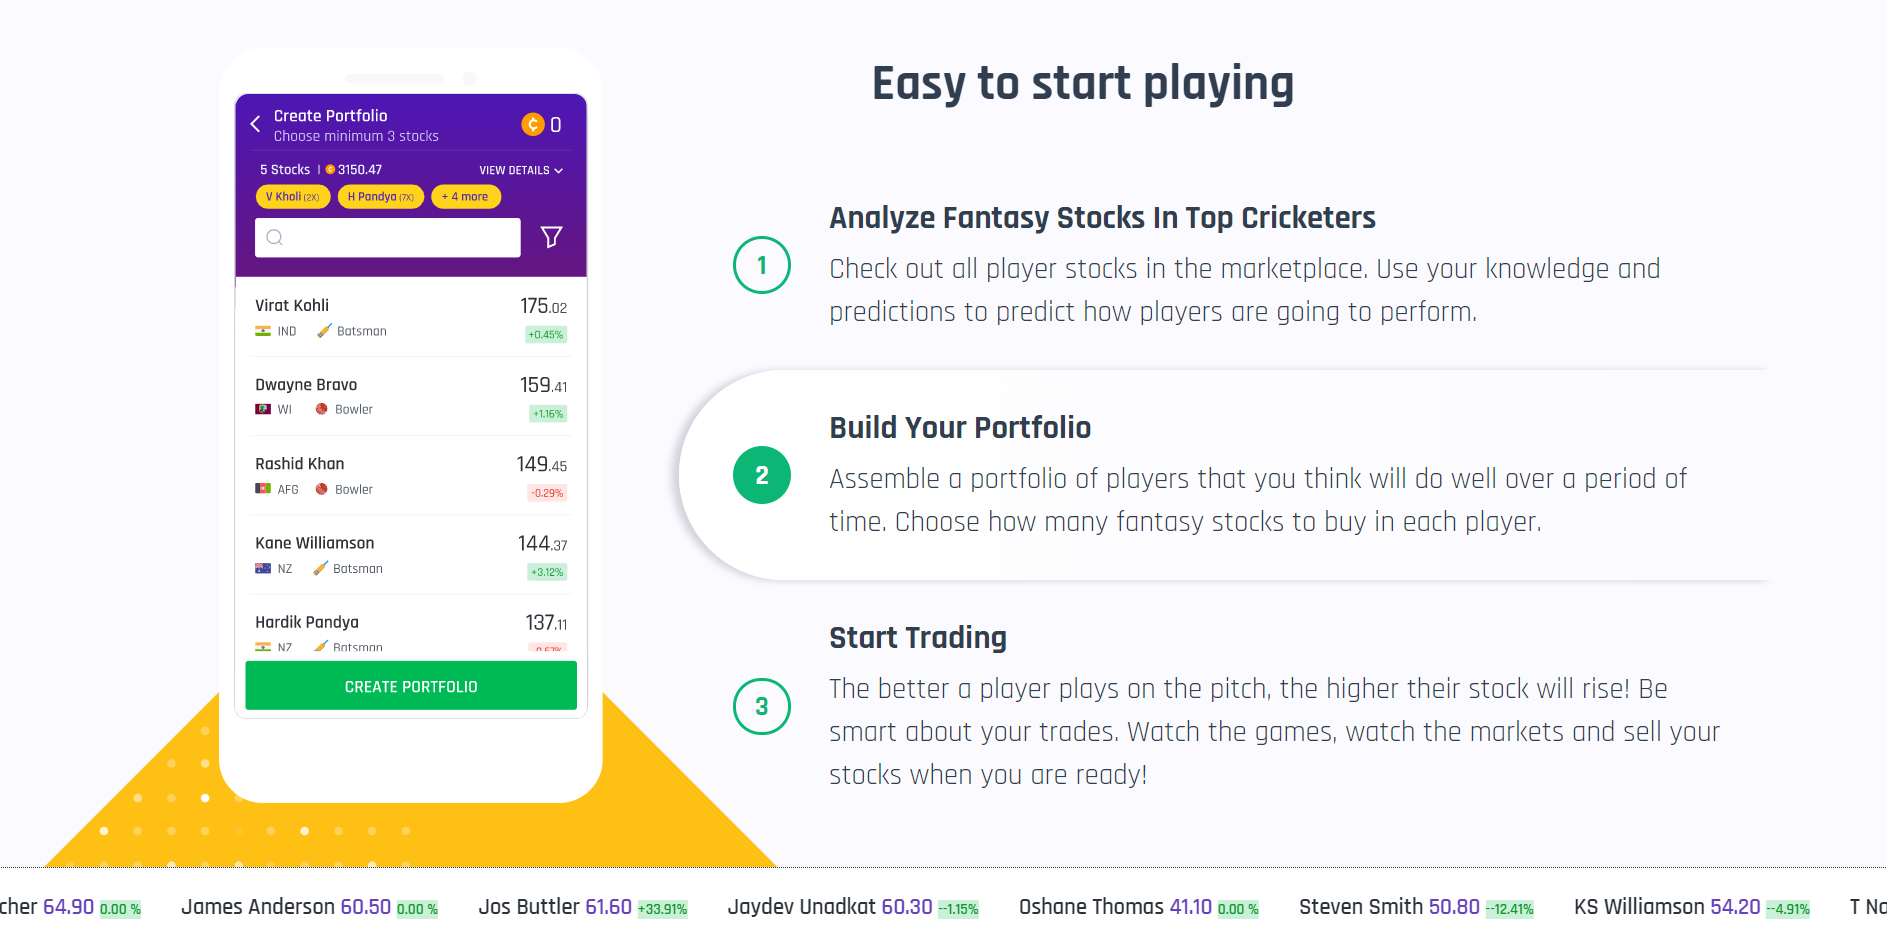 Easy to start playing
Create Portfolio
Choose minimum 3 stocks
0
5 Stocks | 3150.47
VIEW DETAILS
V Kholi (2X) H Pandya (7X) + 4 more
Virat Kohli 175.02
IND Batsman +0.45%
Dwayne Bravo 159.41
WI Bowler +1.16%
Rashid Khan 149.45
AFG Bowler -0.29%
Kane Williamson 144.37
NZ Batsman +3.12%
Hardik Pandya 137.11
NZ Batsman -0.67%
CREATE PORTFOLIO
1
Analyze Fantasy Stocks In Top Cricketers
Check out all player stocks in the marketplace. Use your knowledge and
predictions to predict how players are going to perform.
2
Build Your Portfolio
Assemble a portfolio of players that you think will do well over a period of
time. Choose how many fantasy stocks to buy in each player.
3
Start Trading
The better a player plays on the pitch, the higher their stock will rise! Be
smart about your trades. Watch the games, watch the markets and sell your
stocks when you are ready!
cher 64.90 0.00 % James Anderson 60.50 0.00 % Jos Buttler 61.60 +33.91% Jaydev Unadkat 60.30 --1.15% Oshane Thomas 41.10 0.00 % Steven Smith 50.80 --12.41% KS Williamson 54.20 --4.91% T Na